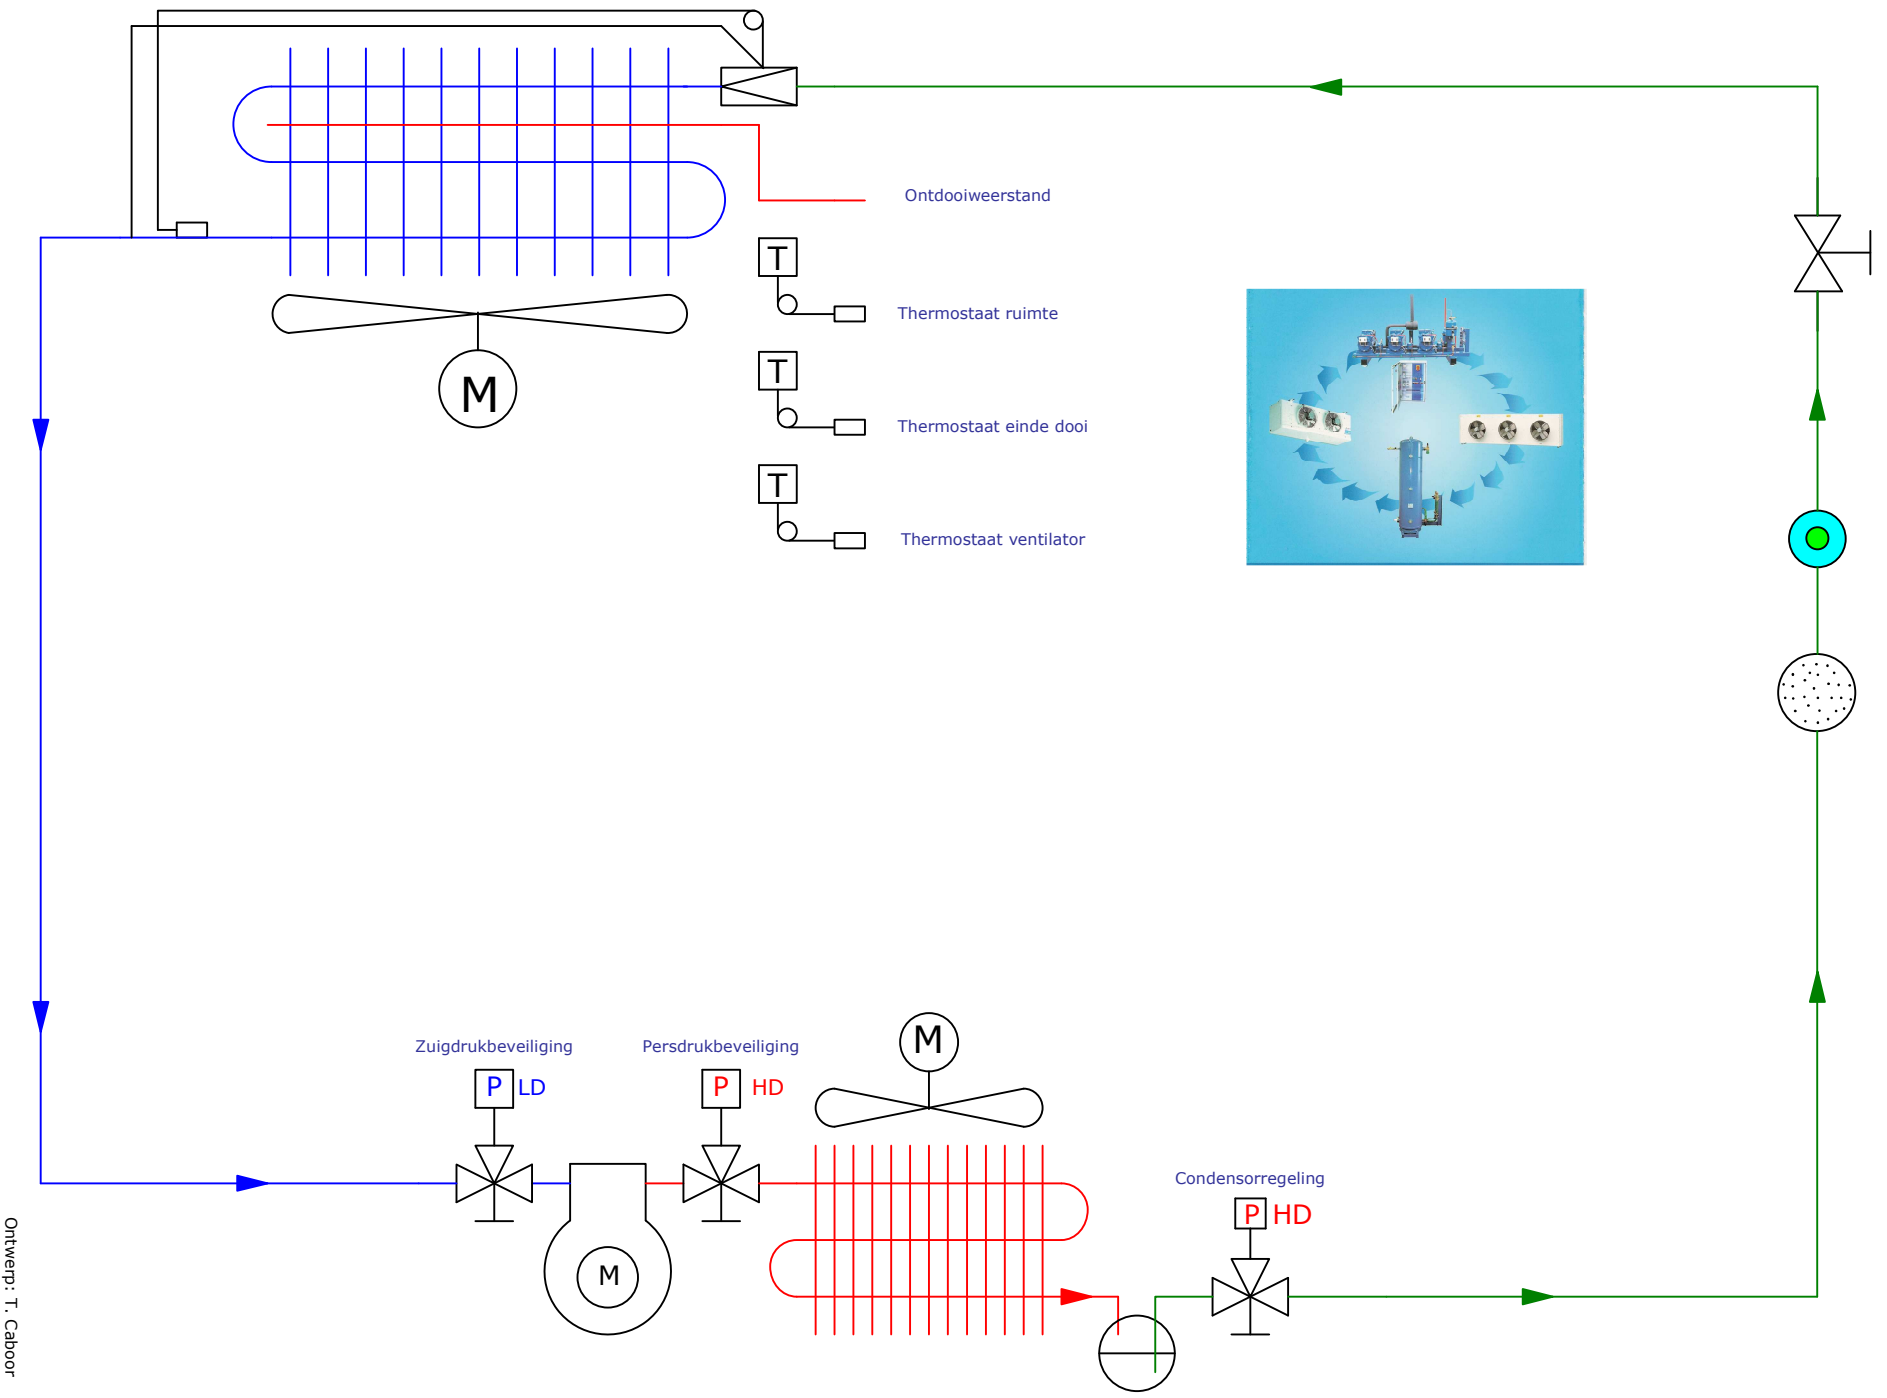 Ontdooiweerstand
T
Thermostaat ruimte
M
T
Thermostaat einde dooi
T
Thermostaat ventilator
M
Zuigdrukbeveiliging
Persdrukbeveiliging
P LD
P HD
Condensorregeling
P HD
M
Ontwerp: T. Caboor